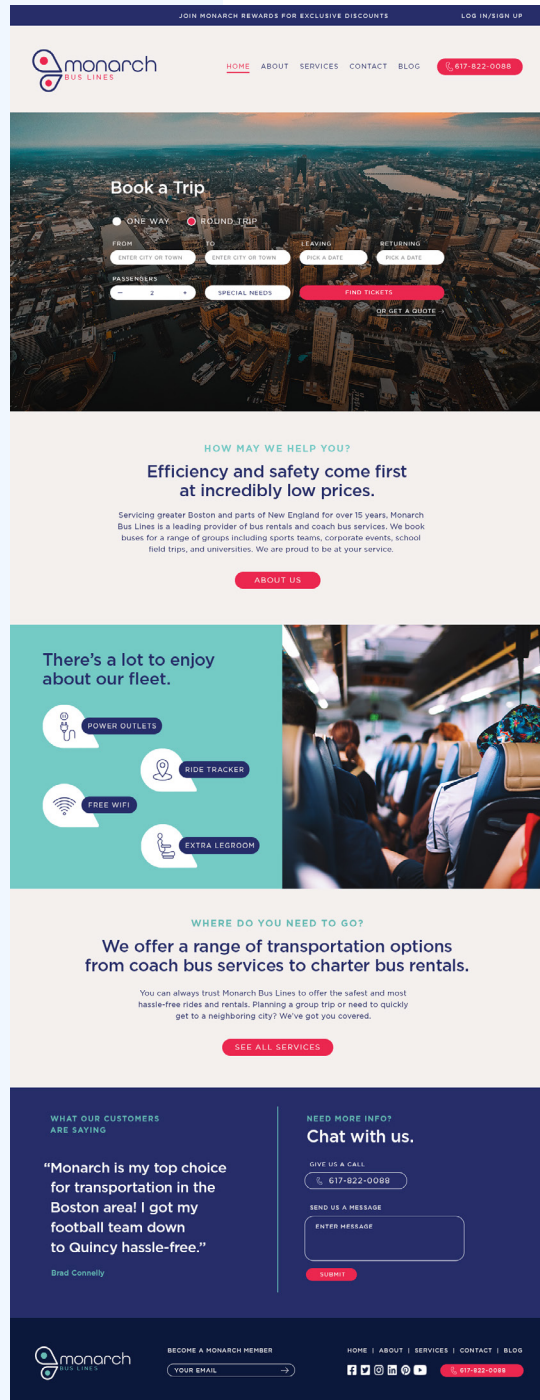 JOIN MONARCH REWARDS FOR EXCLUSIVE DISCOUNTS
LOG IN/SIGN UP
monarch
BUS LINES
HOME ABOUT SERVICES CONTACT BLOG
617-822-0088
Book a Trip
ONE WAY ROUND TRIP
FROM TO LEAVING RETURNING
ENTER CITY OR TOWN ENTER CITY OR TOWN PICK A DATE PICK A DATE
PASSENGERS
– 2 + SPECIAL NEEDS FIND TICKETS
OR GET A QUOTE →
HOW MAY WE HELP YOU?
Efficiency and safety come first
at incredibly low prices.
Servicing greater Boston and parts of New England for over 15 years, Monarch
Bus Lines is a leading provider of bus rentals and coach bus services. We book
buses for a range of groups including sports teams, corporate events, school
field trips, and universities. We are proud to be at your service.
ABOUT US
There's a lot to enjoy
about our fleet.
POWER OUTLETS
RIDE TRACKER
FREE WIFI
EXTRA LEGROOM
WHERE DO YOU NEED TO GO?
We offer a range of transportation options
from coach bus services to charter bus rentals.
You can always trust Monarch Bus Lines to offer the safest and most
hassle-free rides and rentals. Planning a group trip or need to quickly
get to a neighboring city? We've got you covered.
SEE ALL SERVICES
WHAT OUR CUSTOMERS
ARE SAYING
“Monarch is my top choice
for transportation in the
Boston area! I got my
football team down
to Quincy hassle-free.”
Brad Connelly
NEED MORE INFO?
Chat with us.
GIVE US A CALL
617-822-0088
SEND US A MESSAGE
ENTER MESSAGE
SUBMIT
monarch
BUS LINES
BECOME A MONARCH MEMBER
YOUR EMAIL →
HOME | ABOUT | SERVICES | CONTACT | BLOG
617-822-0088